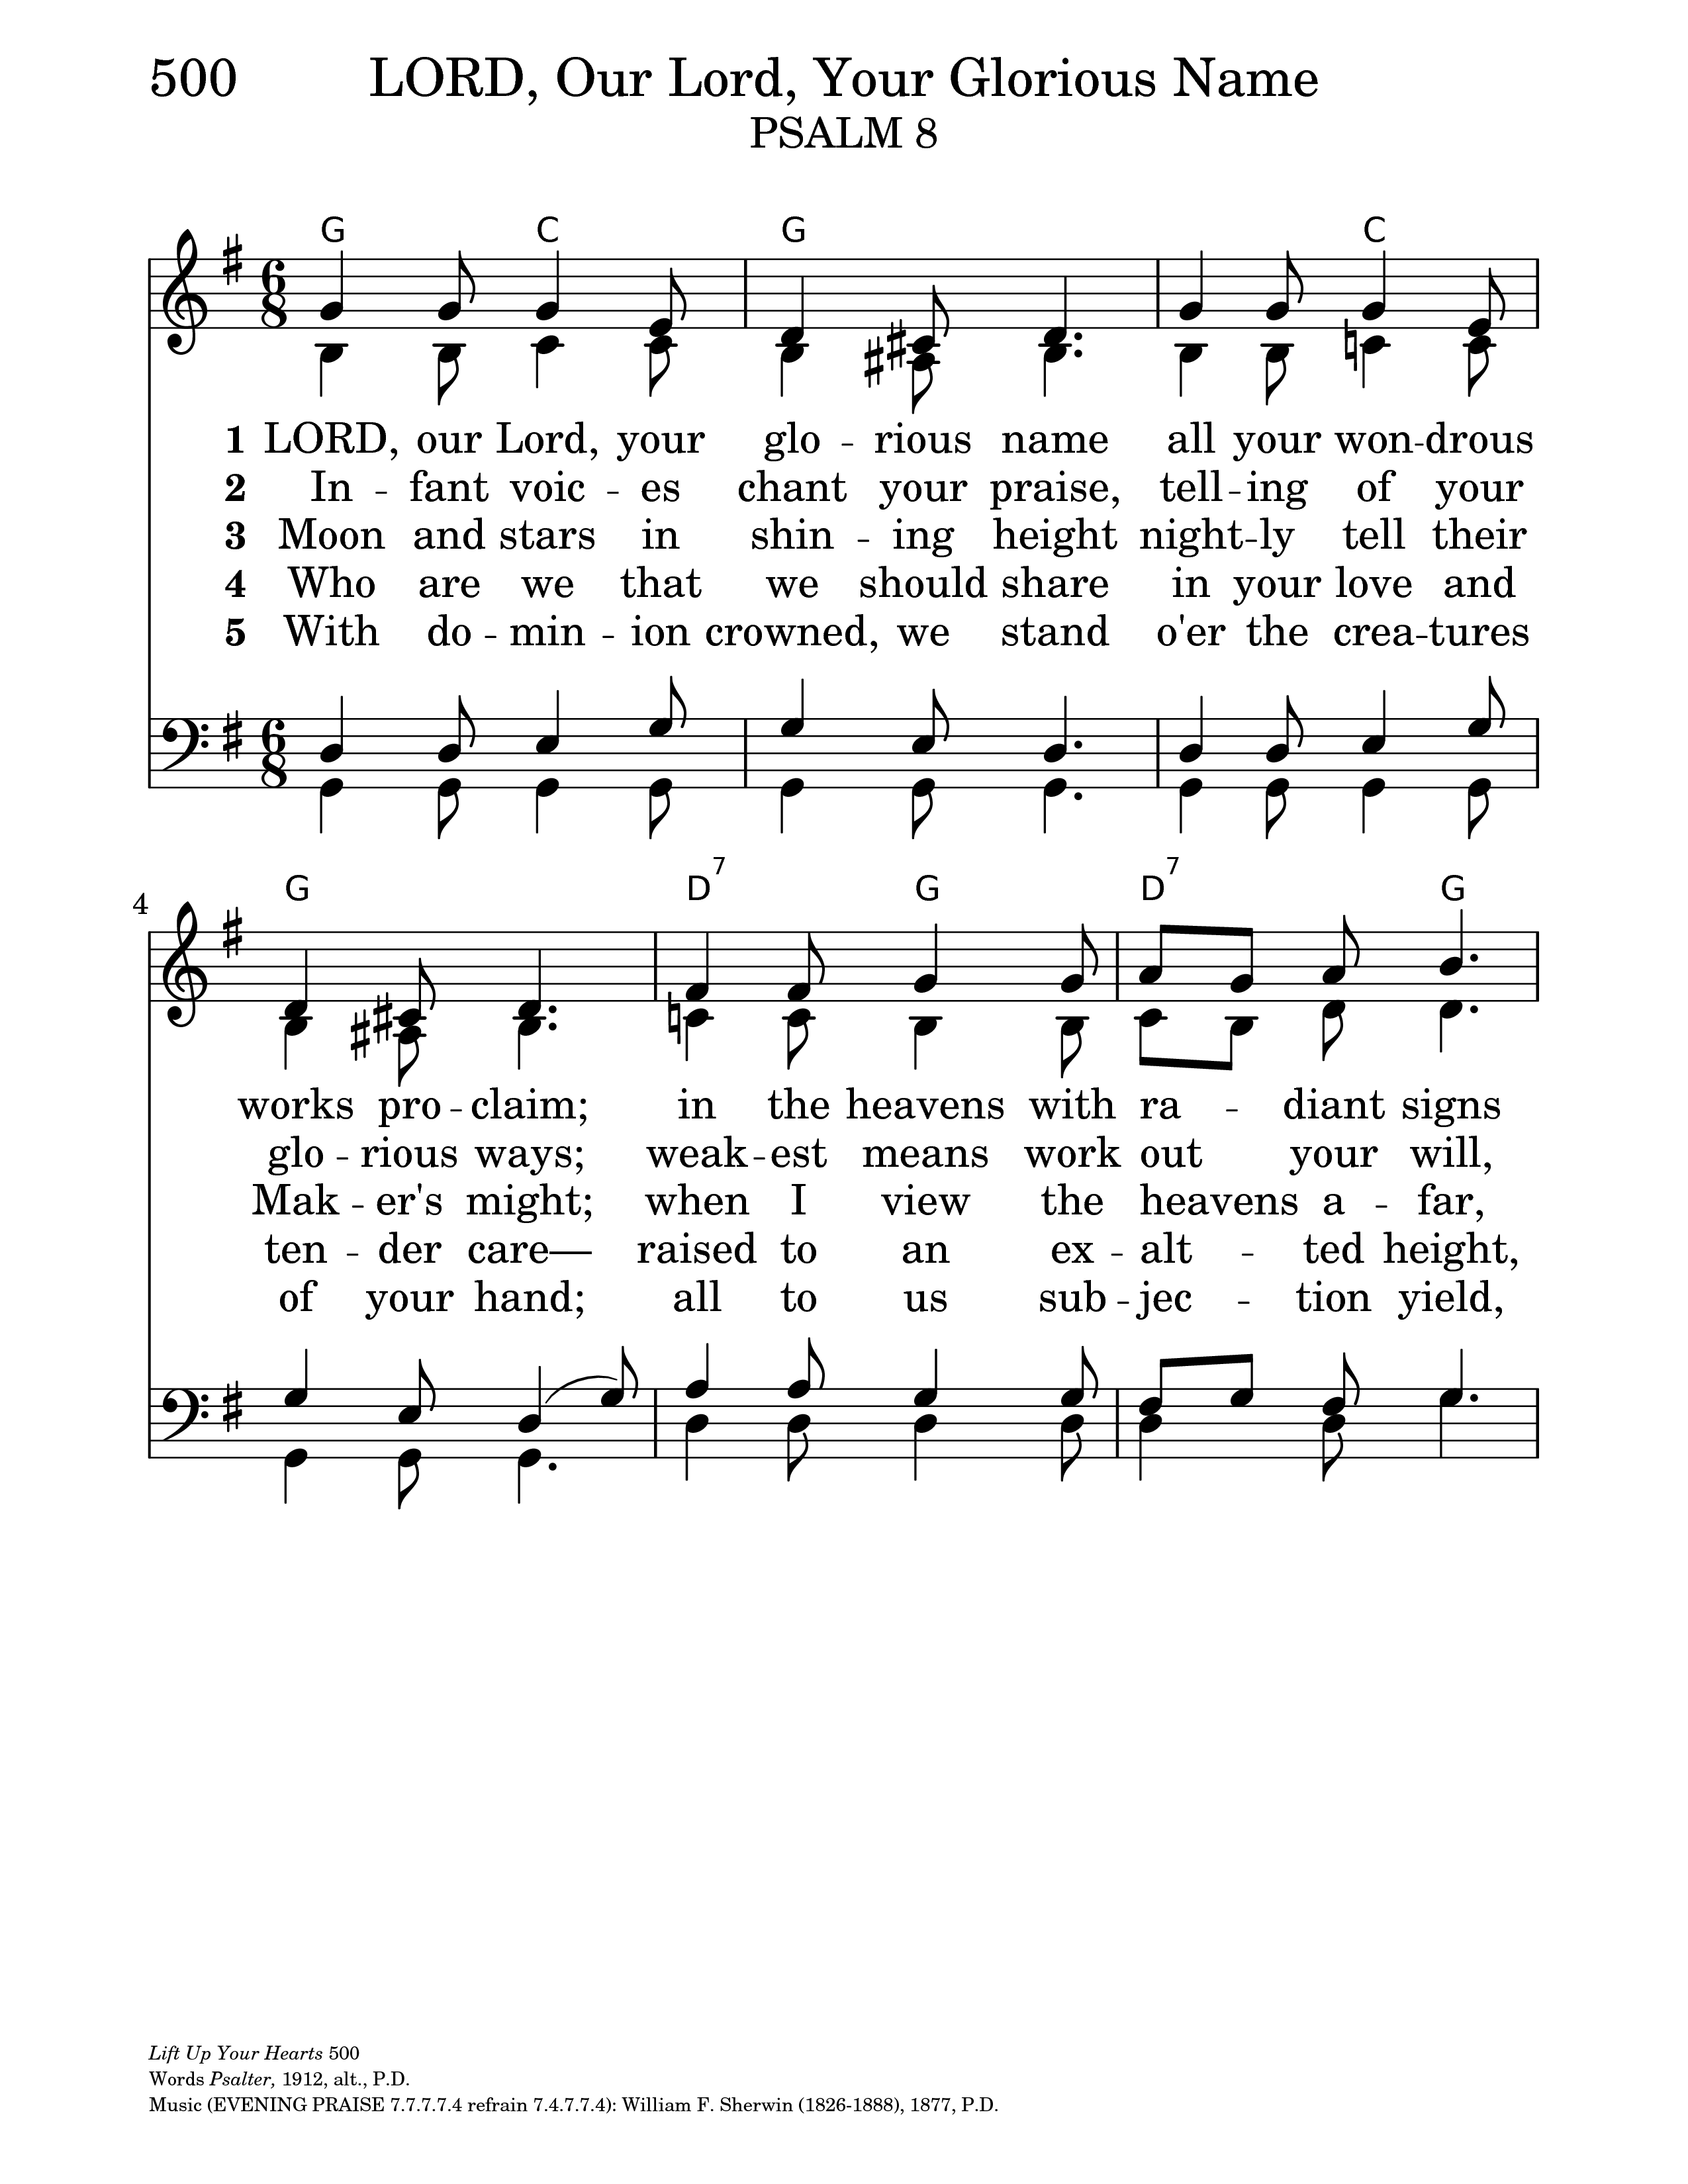 500 LORD, Our Lord, Your Glorious Name
PSALM 8
G C G C
6 8
1 LORD, our Lord, your glo - rious name all your won - drous
2 In - fant voic - es chant your praise, tell - ing of your
3 Moon and stars in shin - ing height night - ly tell their
4 Who are we that we should share in your love and
5 With do - min - ion crowned, we stand o'er the crea - tures
6 8
G D7 G D7 G
4
works pro - claim; in the heavens with ra - diant signs
glo - rious ways; weak - est means work out your will,
Mak - er's might; when I view the heavens a - far,
ten - der care— raised to an ex - alt - ted height,
of your hand; all to us sub - jec - tion yield,
Lift Up Your Hearts 500
Words Psalter, 1912, alt., P.D.
Music (EVENING PRAISE 7.7.7.7.4 refrain 7.4.7.7.4): William F. Sherwin (1826-1888), 1877, P.D.